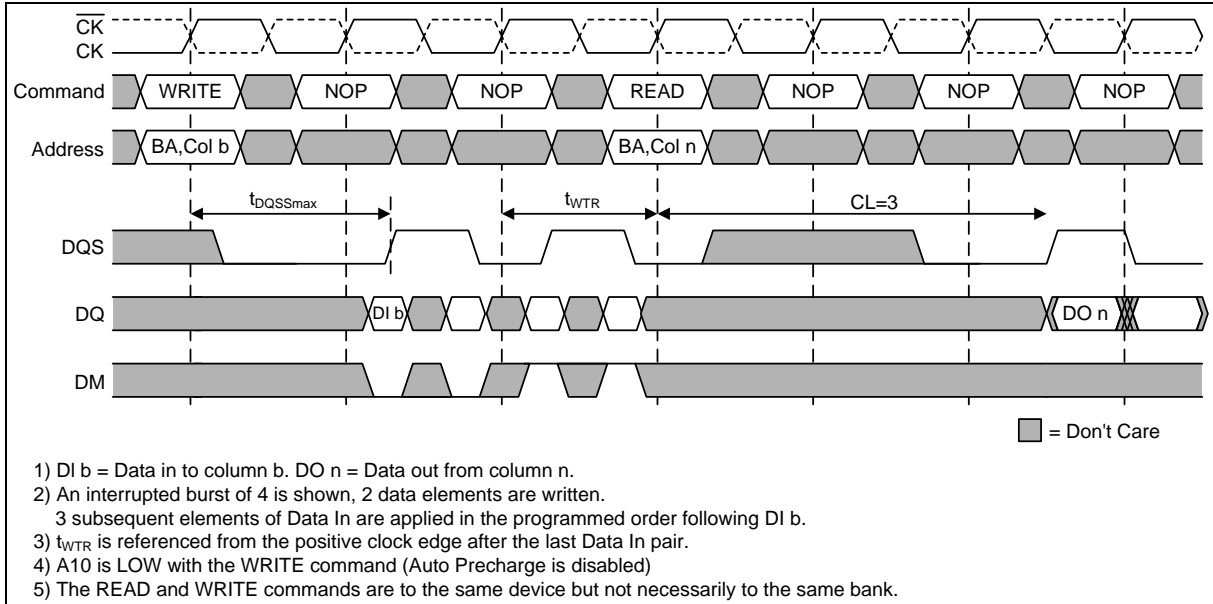 CK
CK
Command WRITE NOP NOP READ NOP NOP NOP
Address BA,Col b BA,Col n
tDQSSmax tWTR CL=3
DQS
DQ DI b DO n
DM
= Don't Care
1) DI b = Data in to column b. DO n = Data out from column n.
2) An interrupted burst of 4 is shown, 2 data elements are written.
3 subsequent elements of Data In are applied in the programmed order following DI b.
3) tWTR is referenced from the positive clock edge after the last Data In pair.
4) A10 is LOW with the WRITE command (Auto Precharge is disabled)
5) The READ and WRITE commands are to the same device but not necessarily to the same bank.